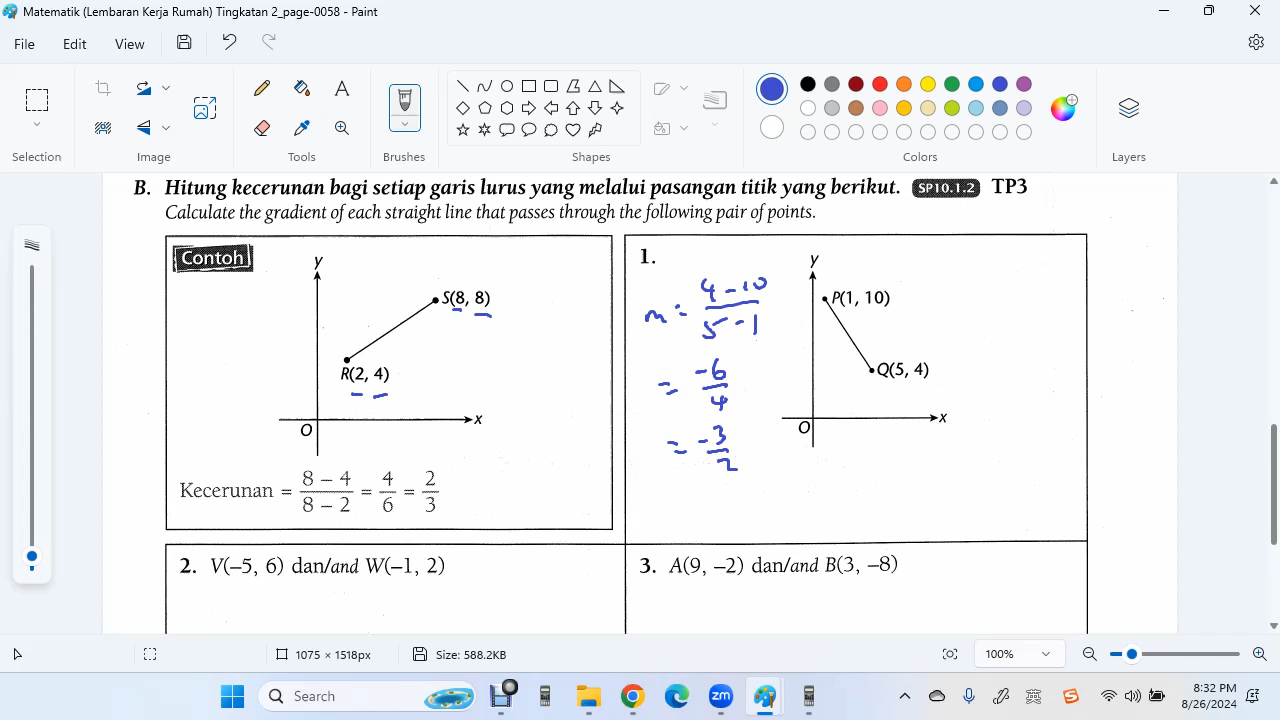 Matematik (Lembaran Kerja Rumah) Tingkatan 2_page-0058 - Paint
File Edit View
Selection Image Tools Brushes Shapes Colors Layers
B. Hitung kecerunan bagi setiap garis lurus yang melalui pasangan titik yang berikut. SP10.1.2 TP3
Calculate the gradient of each straight line that passes through the following pair of points.
Contoh
y
S(8, 8)
R(2, 4)
O
x
Kecerunan = 8 – 4 / 8 – 2 = 4/6 = 2/3
1.
y
P(1, 10)
Q(5, 4)
O
x
m = 4 - 10 / 5 - 1
= -6/4
= -3/2
2. V(–5, 6) dan/and W(–1, 2)
3. A(9, –2) dan/and B(3, –8)
1075 × 1518px
Size: 588.2KB
100%
Search
zm
英
S
8:32 PM
8/26/2024